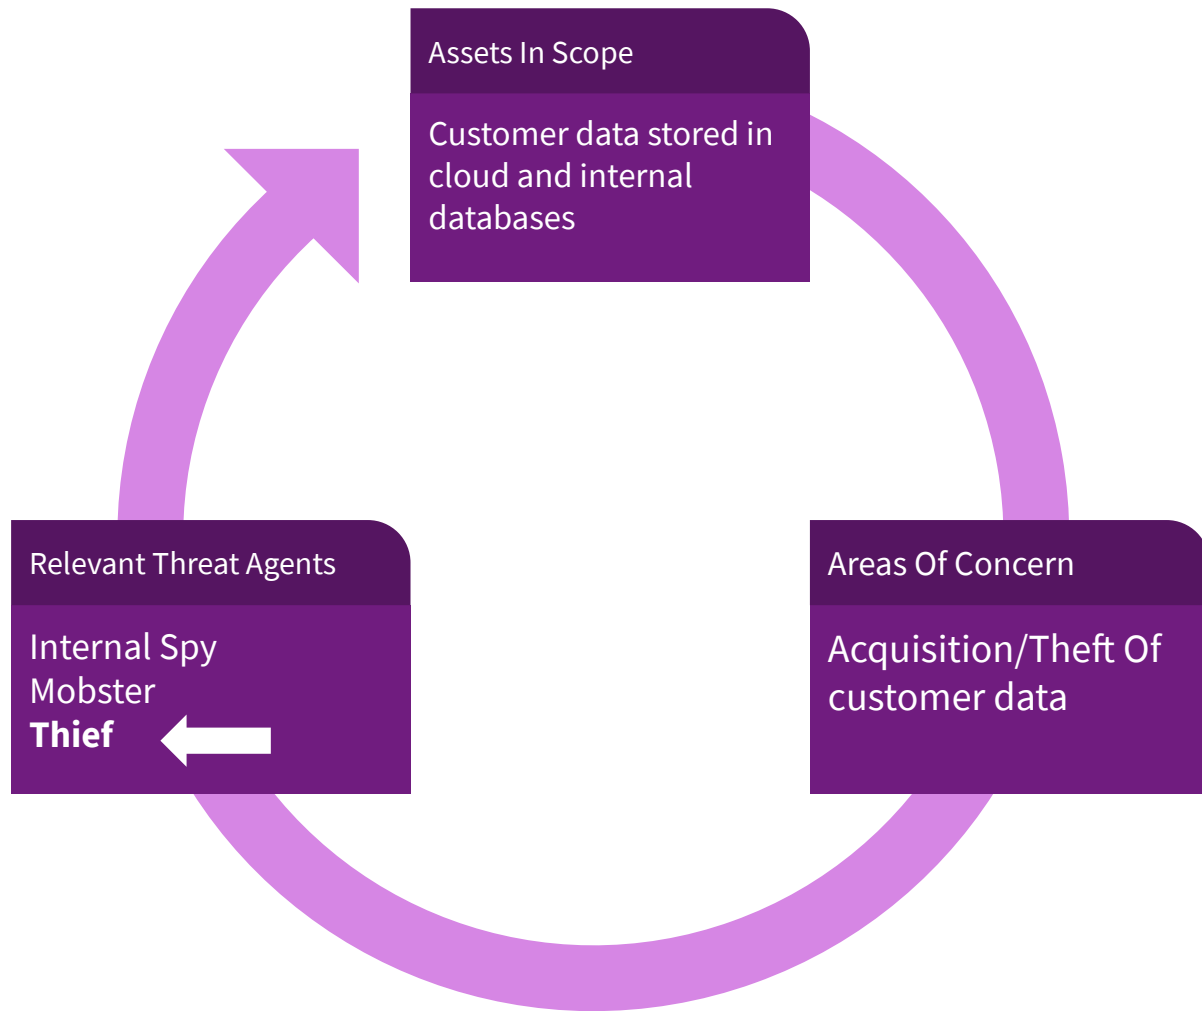 Assets In Scope
Customer data stored in
cloud and internal
databases
Relevant Threat Agents
Internal Spy
Mobster
Thief
Areas Of Concern
Acquisition/Theft Of
customer data